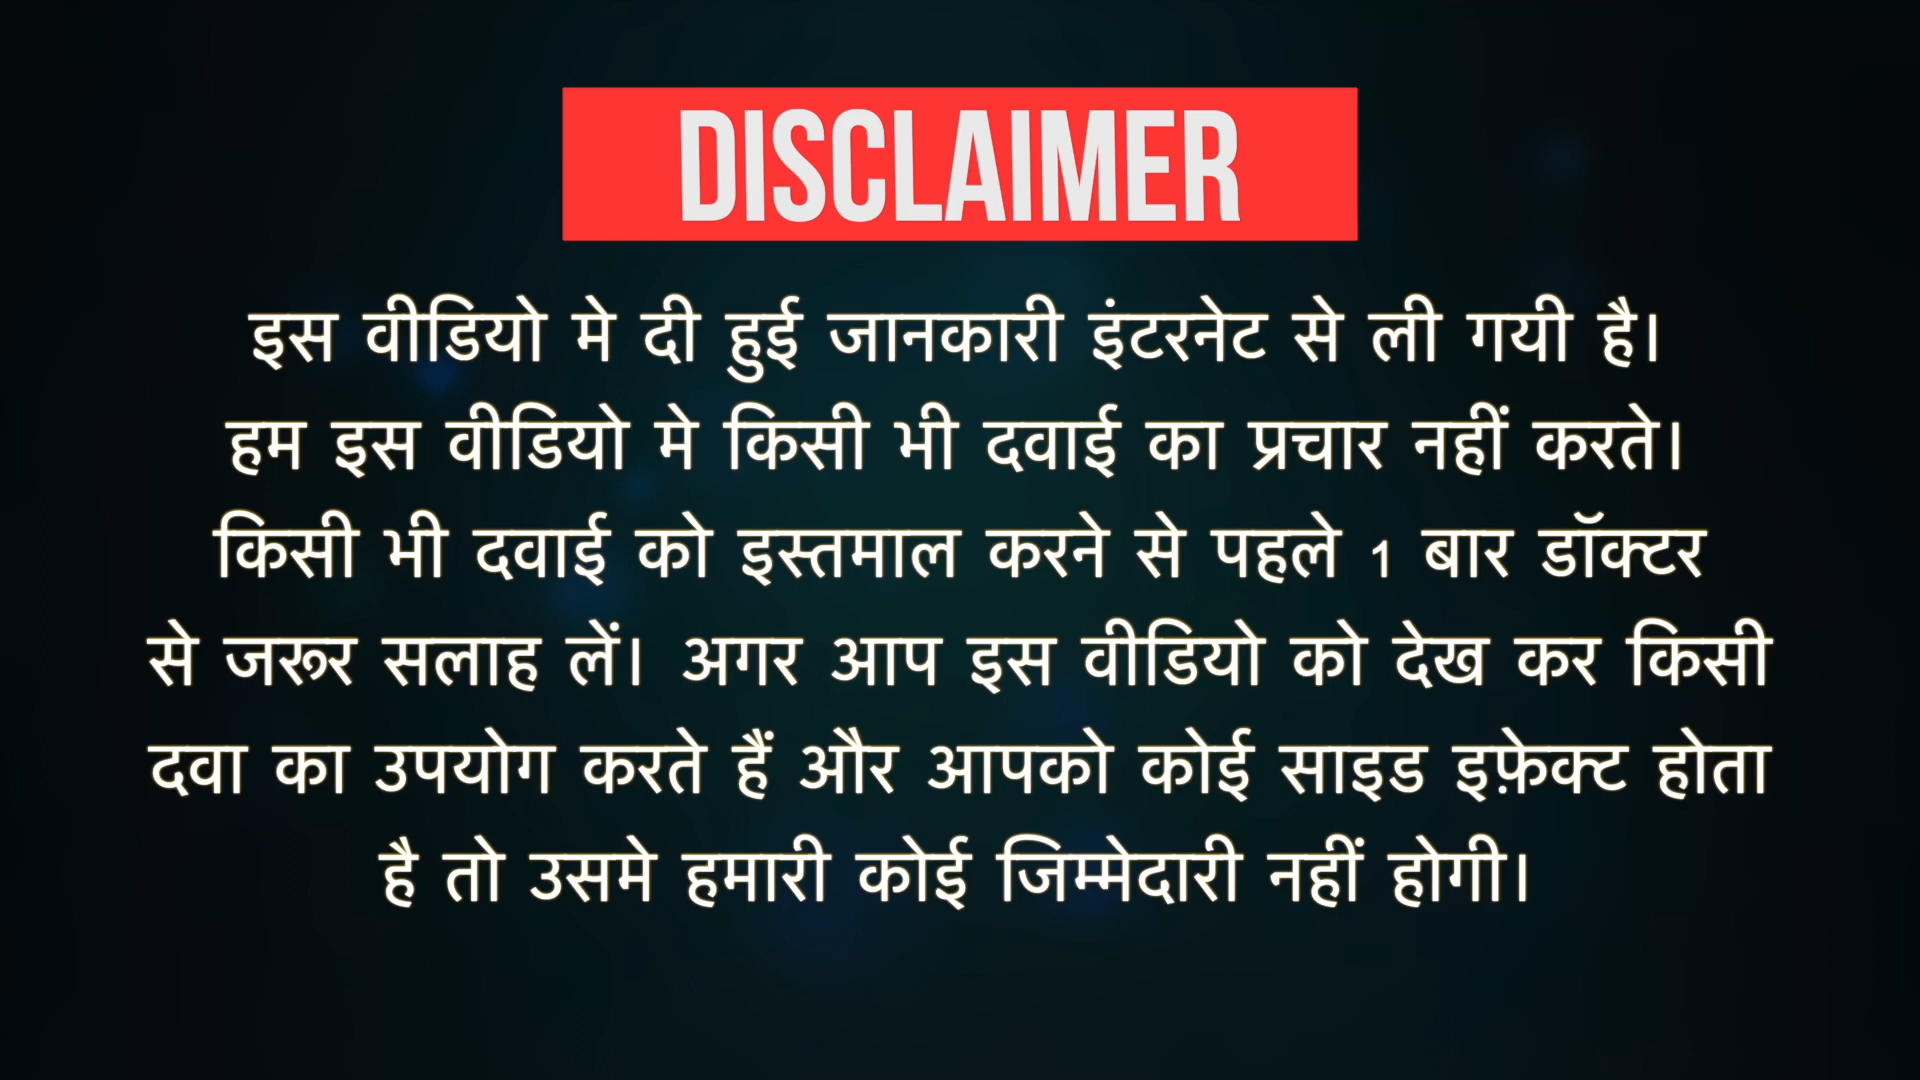 DISCLAIMER
इस वीडियो मे दी हुई जानकारी इंटरनेट से ली गयी है।
हम इस वीडियो मे किसी भी दवाई का प्रचार नहीं करते।
किसी भी दवाई को इस्तमाल करने से पहले 1 बार डॉक्टर
से जरूर सलाह लें। अगर आप इस वीडियो को देख कर किसी
दवा का उपयोग करते हैं और आपको कोई साइड इफ़ेक्ट होता
है तो उसमे हमारी कोई जिम्मेदारी नहीं होगी।